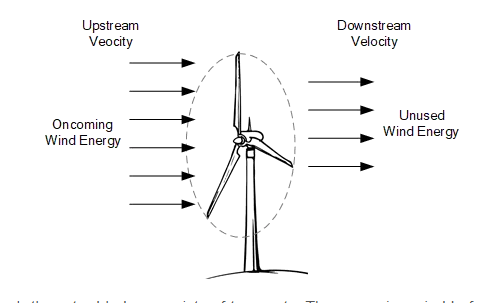 Upstream
Veocity
Downstream
Velocity
Oncoming
Wind Energy
Unused
Wind Energy